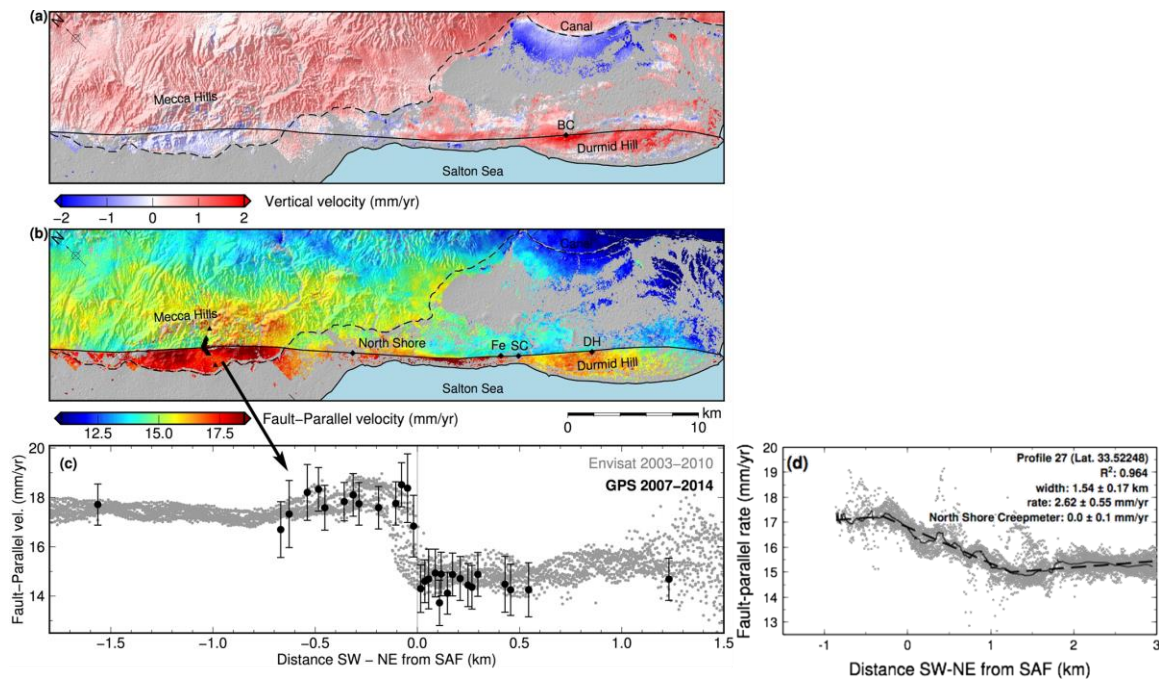 (a)
N
Canal
Mecca Hills
BC
Durmid Hill
Salton Sea
Vertical velocity (mm/yr)
−2 −1 0 1 2
(b)
N
Canal
Mecca Hills
North Shore
Fe SC
DH
Durmid Hill
Salton Sea
Fault−Parallel velocity (mm/yr)
12.5 15.0 17.5
km
0 10
(c)
Envisat 2003−2010
GPS 2007−2014
Fault−Parallel vel. (mm/yr)
20
18
16
14
−1.5 −1.0 −0.5 0.0 0.5 1.0 1.5
Distance SW − NE from SAF (km)
(d)
Profile 27 (Lat. 33.52248)
R²: 0.964
width: 1.54 ± 0.17 km
rate: 2.62 ± 0.55 mm/yr
North Shore Creepmeter: 0.0 ± 0.1 mm/yr
Fault-parallel rate (mm/yr)
20
19
18
17
16
15
14
13
-1 0 1 2 3
Distance SW-NE from SAF (km)